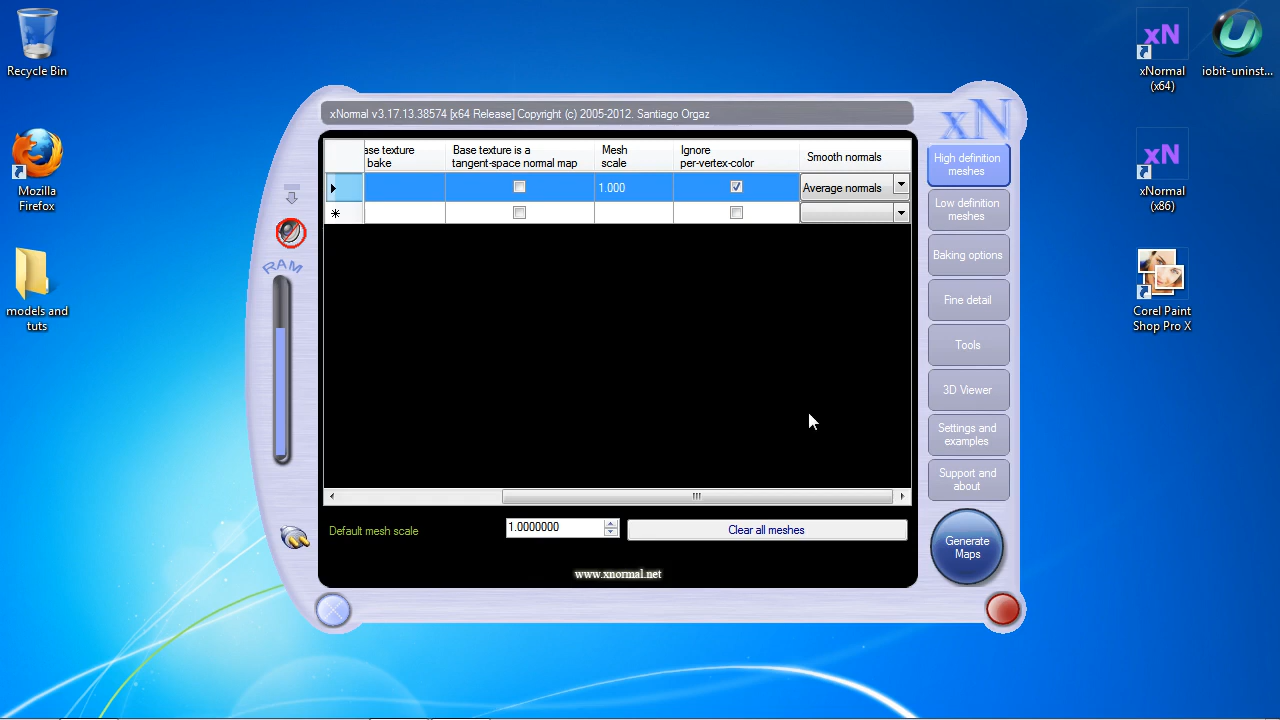 Recycle Bin
Mozilla
Firefox
models and
tuts
xNormal
(x64)
iobit-uninst...
xNormal
(x86)
Corel Paint
Shop Pro X
xNormal v3.17.13.38574 [x64 Release] Copyright (c) 2005-2012. Santiago Orgaz
xN
RAM
ase texture
bake
Base texture is a
tangent-space normal map
Mesh
scale
Ignore
per-vertex-color
Smooth normals
1.000
Average normals
High definition
meshes
Low definition
meshes
Baking options
Fine detail
Tools
3D Viewer
Settings and
examples
Support and
about
Generate
Maps
Default mesh scale
1.0000000
Clear all meshes
www.xnormal.net